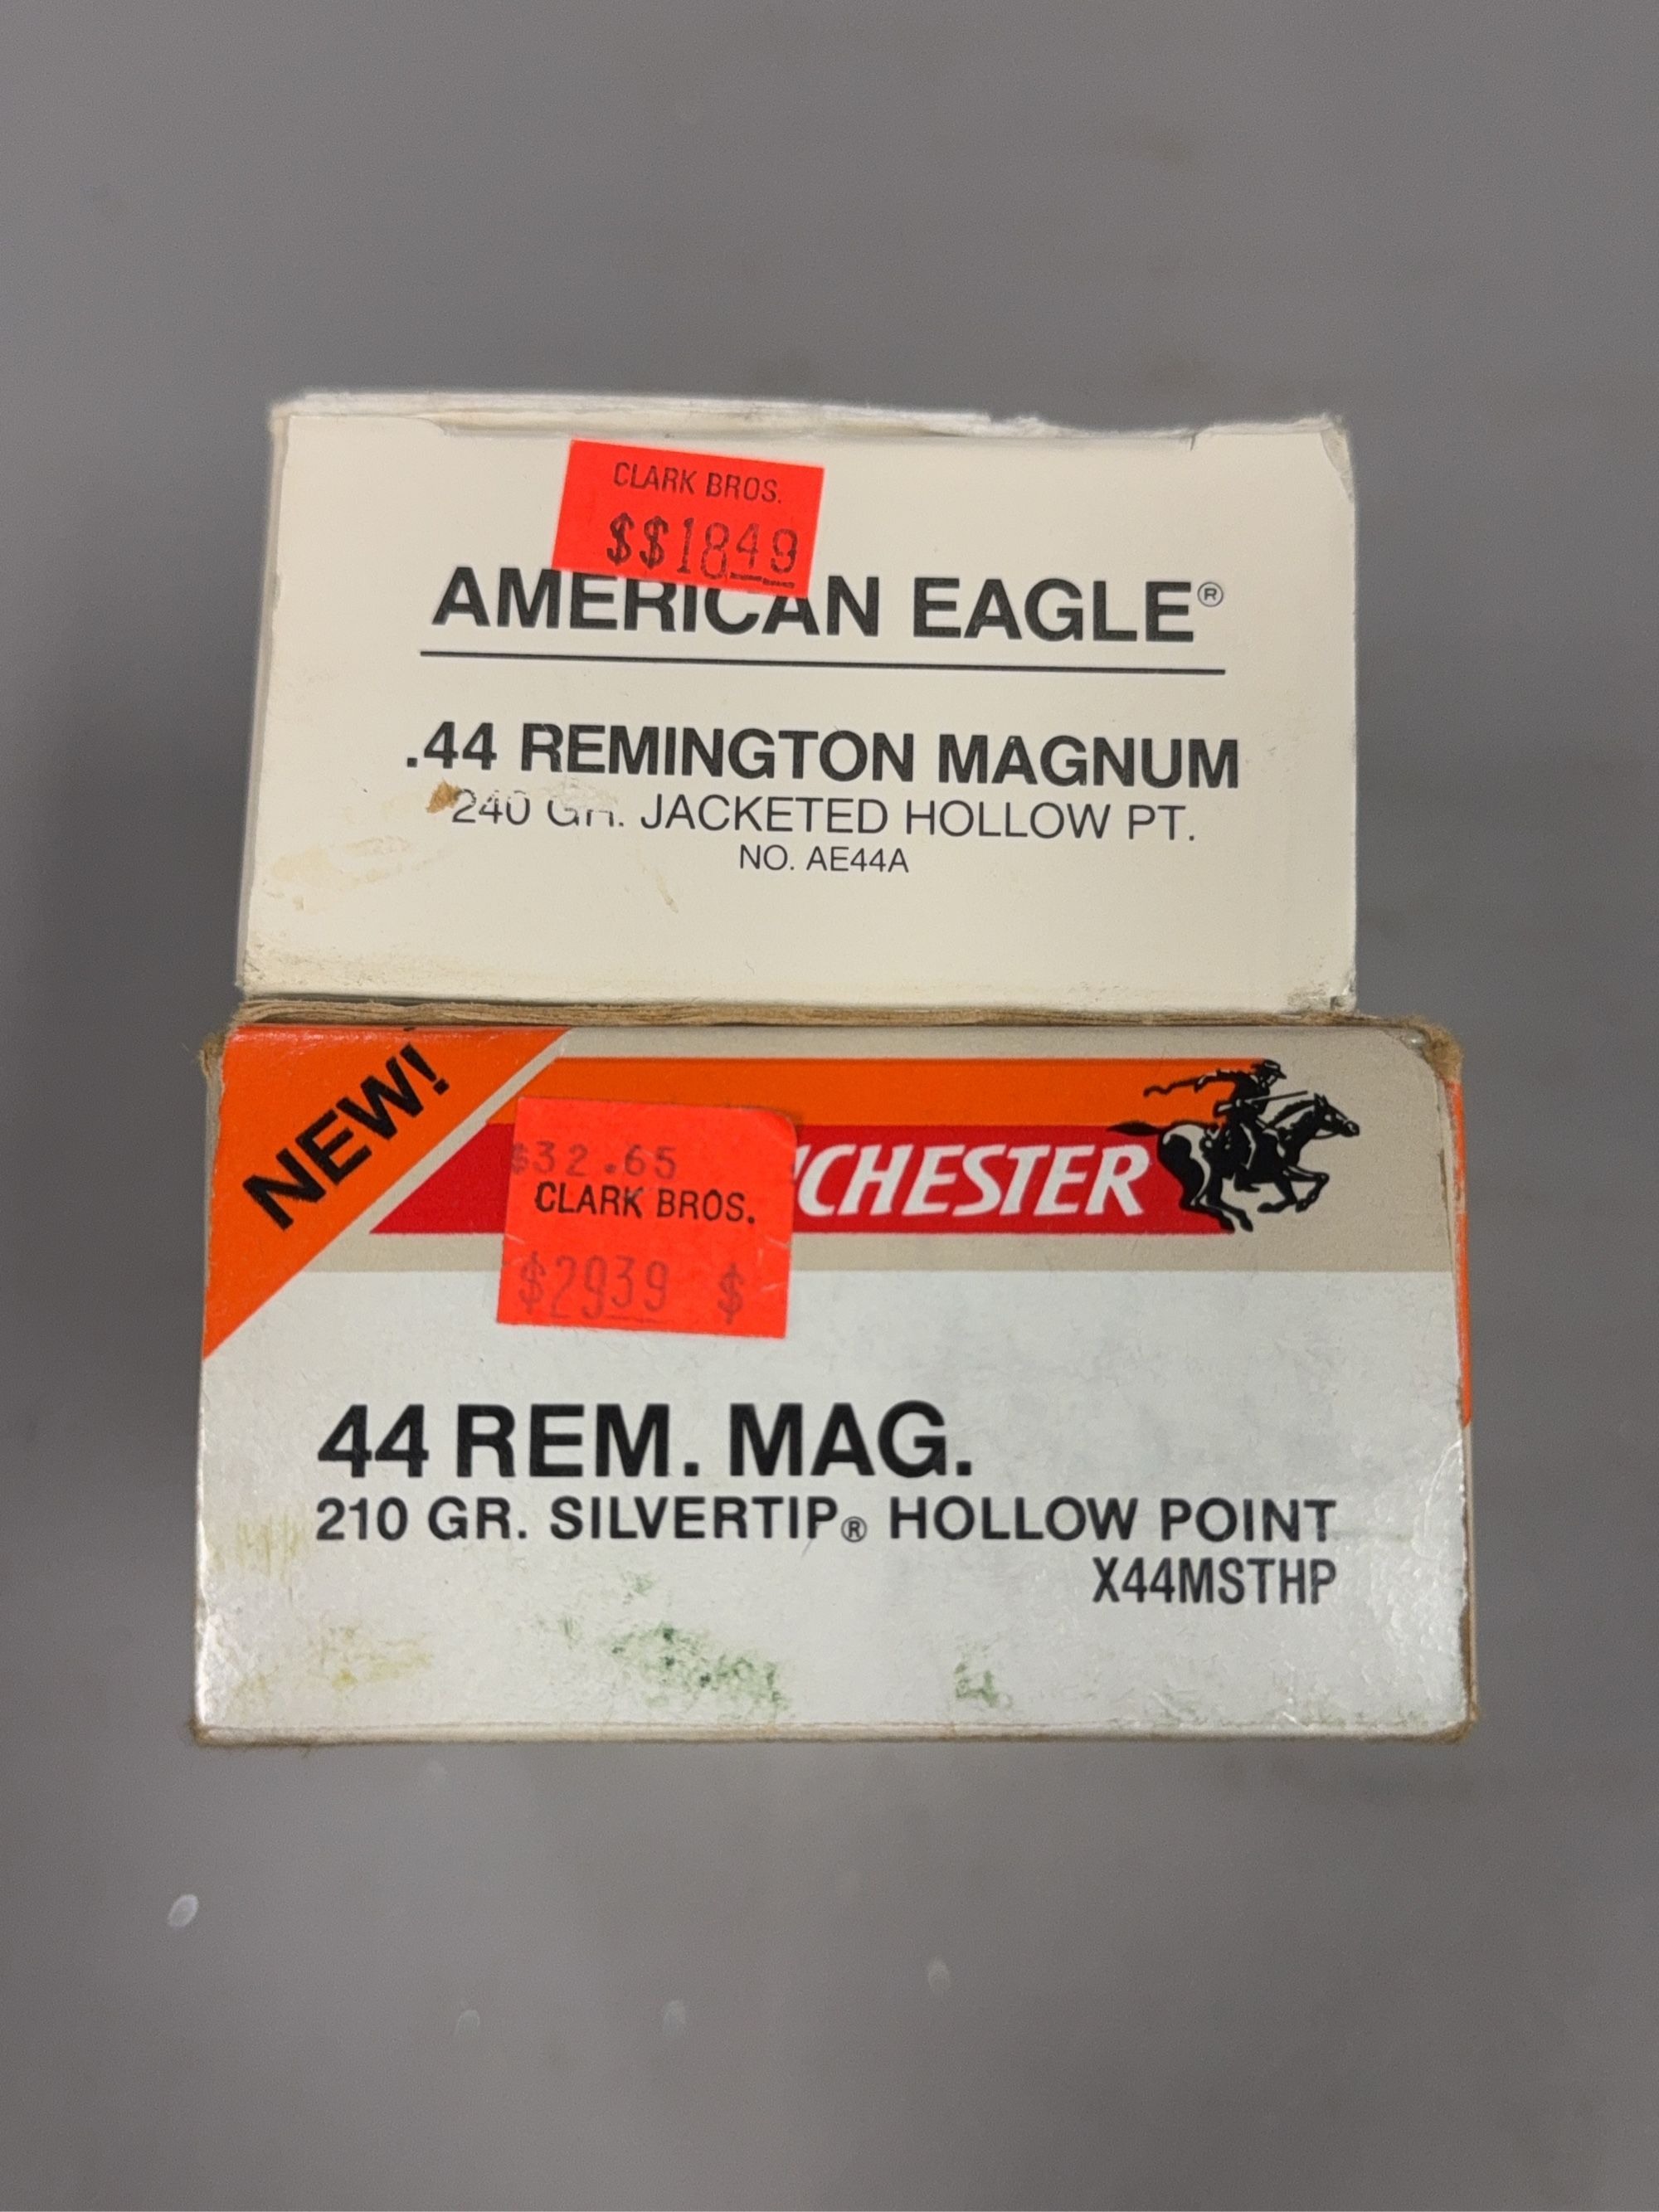 CLARK BROS.
$$1849
AMERICAN EAGLE®
.44 REMINGTON MAGNUM
240 GR. JACKETED HOLLOW PT.
NO. AE44A
NEW!
CHESTER
$32.65
CLARK BROS.
$2939 $
44 REM. MAG.
210 GR. SILVERTIP® HOLLOW POINT
X44MSTHP